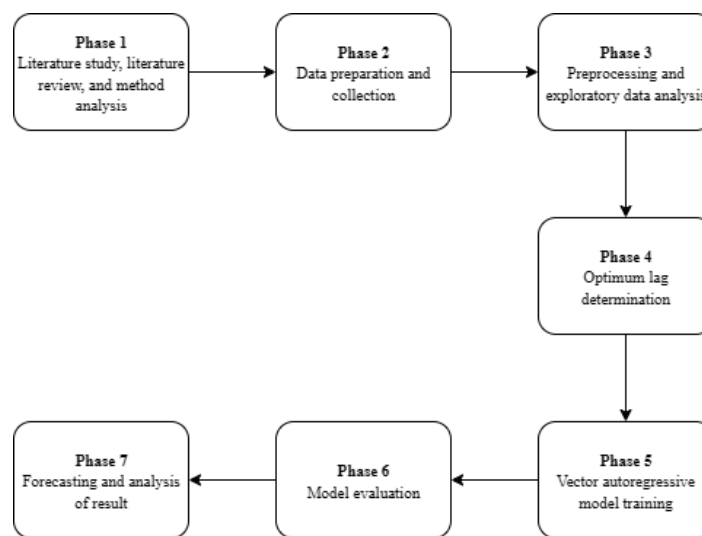 Phase 1
Literature study, literature
review, and method
analysis
Phase 2
Data preparation and
collection
Phase 3
Preprocessing and
exploratory data analysis
Phase 4
Optimum lag
determination
Phase 5
Vector autoregressive
model training
Phase 6
Model evaluation
Phase 7
Forecasting and analysis
of result